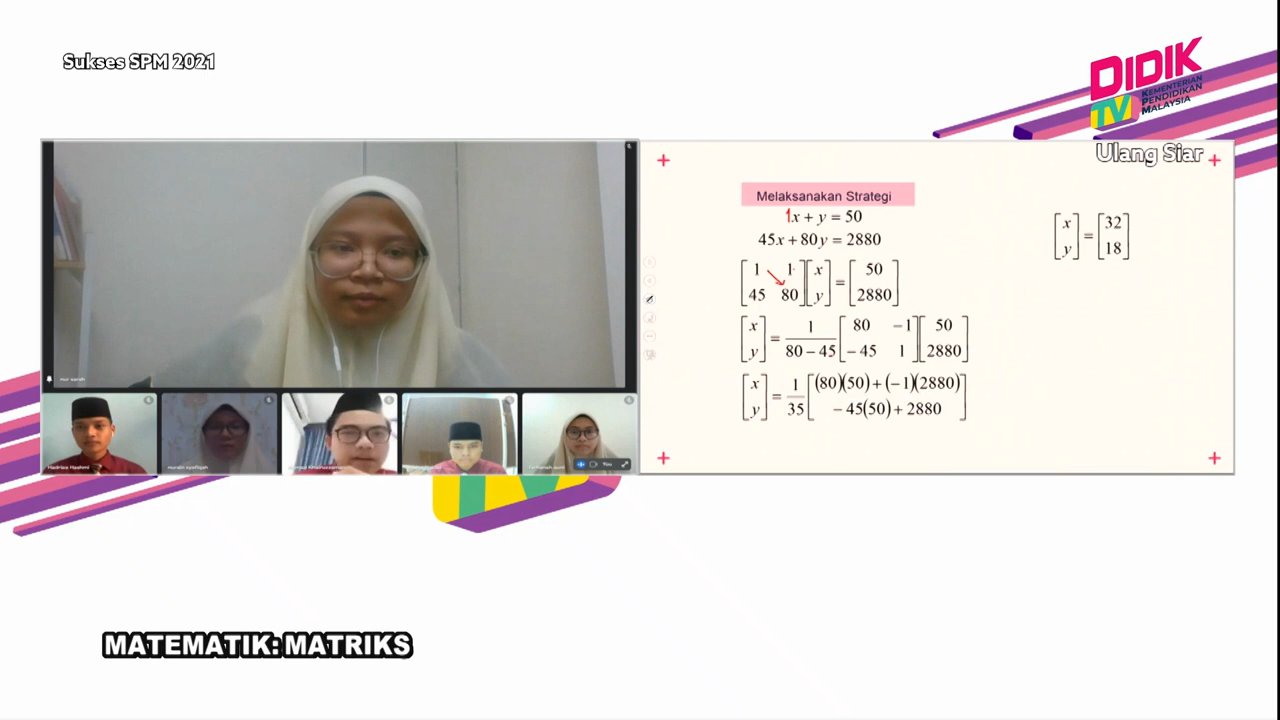 Sukses SPM 2021
DIDIK
TV
KEMENTERIAN
PENDIDIKAN
MALAYSIA
Ulang Siar
Melaksanakan Strategi
1x + y = 50
45x + 80y = 2880
[1 1; 45 80][x; y] = [50; 2880]
[x; y] = 1/(80 − 45) [80 −1; −45 1][50; 2880]
[x; y] = 1/35 [(80)(50) + (−1)(2880); −45(50) + 2880]
[x; y] = [32; 18]
You
MATEMATIK: MATRIKS